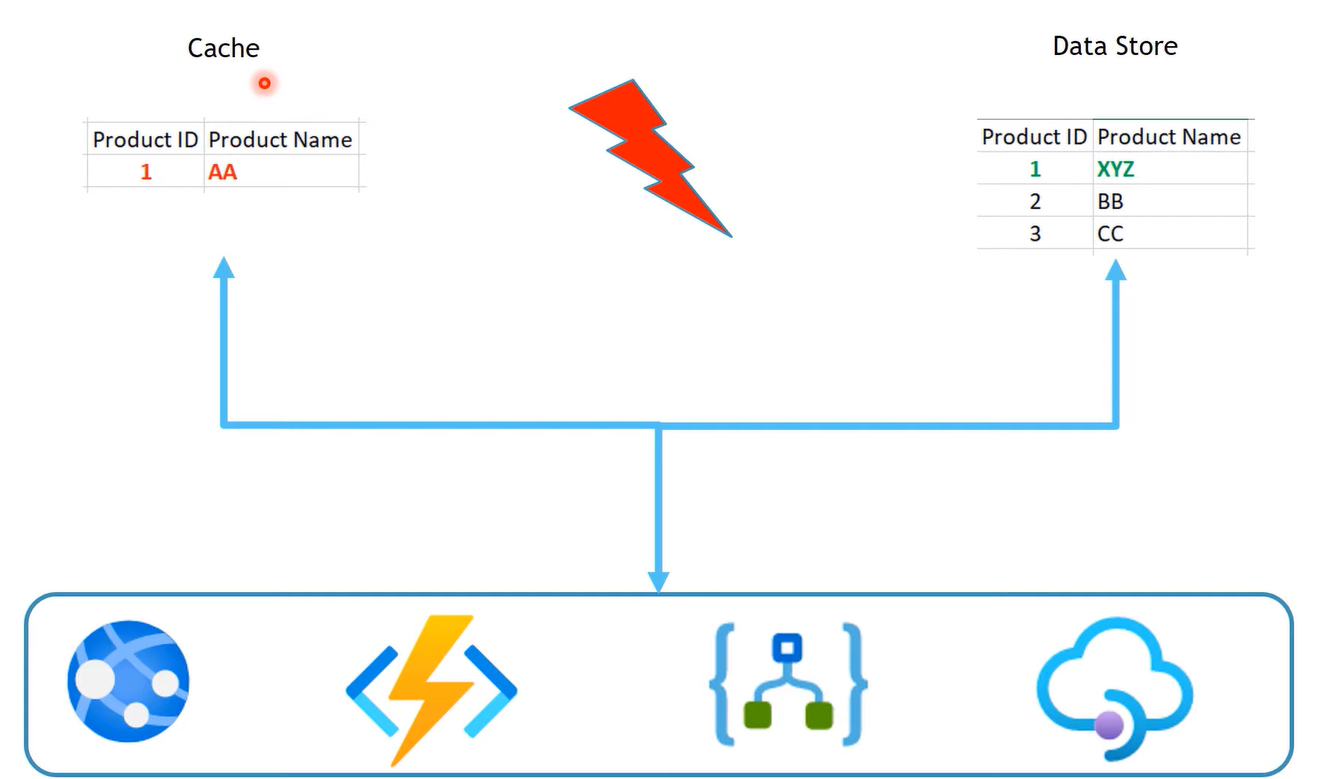 Cache
Product ID Product Name
1 AA
Data Store
Product ID Product Name
1 XYZ
2 BB
3 CC